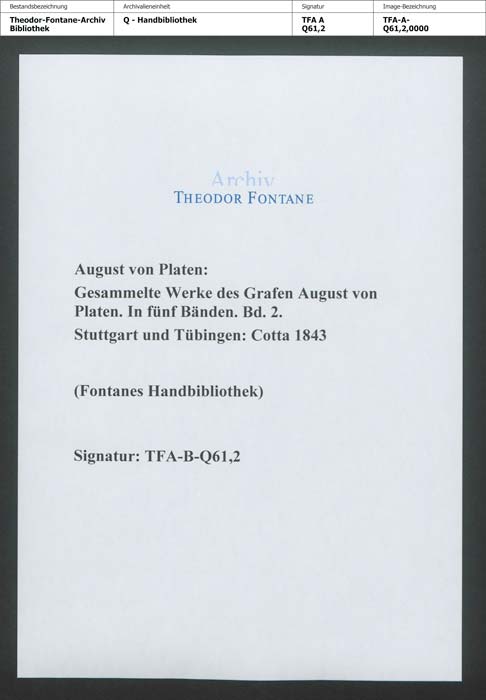 Bestandsbezeichnung Archivalieneinheit Signatur Image-Bezeichnung
Theodor-Fontane-Archiv Q - Handbibliothek TFA A TFA-A-
Bibliothek Q61,2 Q61,2,0000
Archiv
THEODOR FONTANE
August von Platen:
Gesammelte Werke des Grafen August von
Platen. In fünf Bänden. Bd. 2.
Stuttgart und Tübingen: Cotta 1843
(Fontanes Handbibliothek)
Signatur: TFA-B-Q61,2